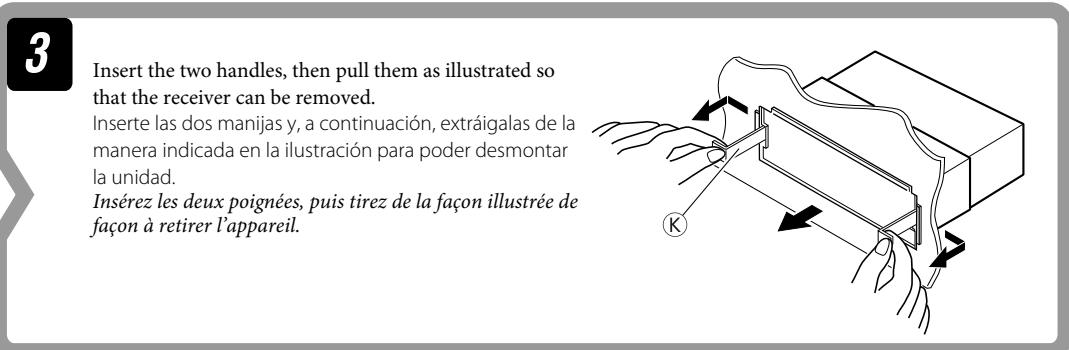 3
Insert the two handles, then pull them as illustrated so
that the receiver can be removed.
Inserte las dos manijas y, a continuación, extráigalas de la
manera indicada en la ilustración para poder desmontar
la unidad.
Insérez les deux poignées, puis tirez de la façon illustrée de
façon à retirer l'appareil.
Ⓚ